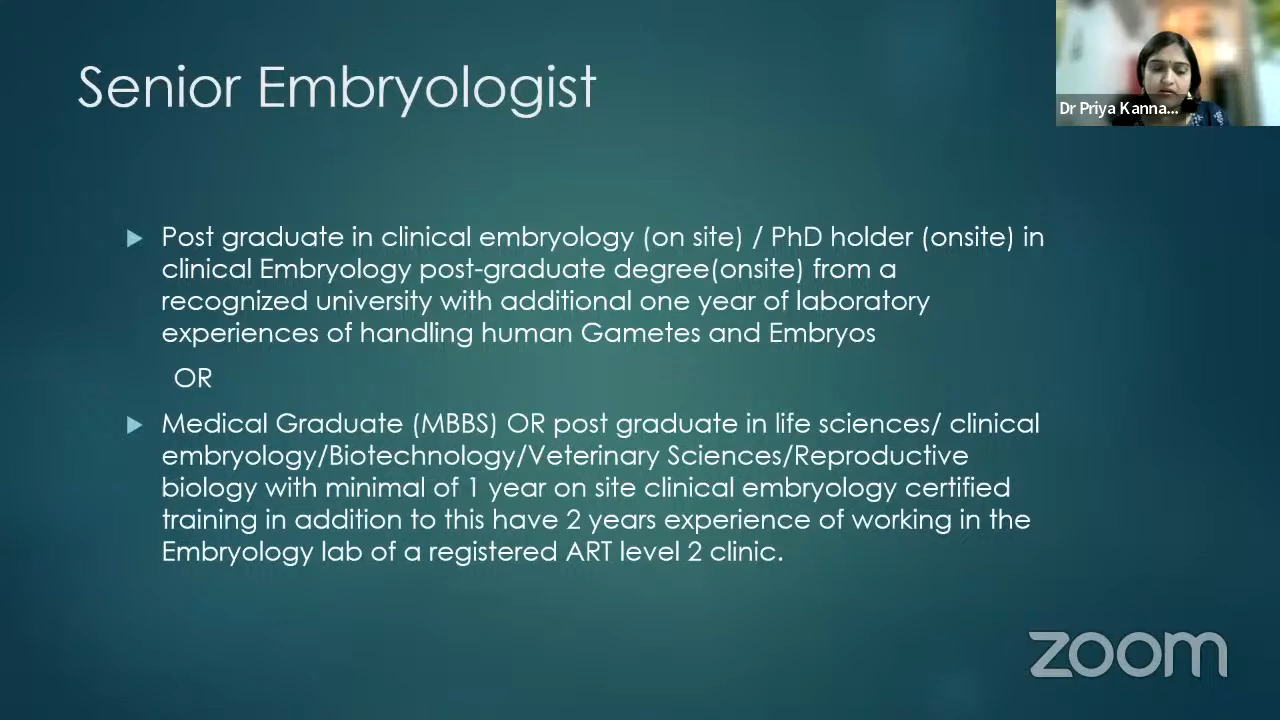 Senior Embryologist
Dr Priya Kanna...
Post graduate in clinical embryology (on site) / PhD holder (onsite) in
clinical Embryology post-graduate degree(onsite) from a
recognized university with additional one year of laboratory
experiences of handling human Gametes and Embryos
OR
Medical Graduate (MBBS) OR post graduate in life sciences/ clinical
embryology/Biotechnology/Veterinary Sciences/Reproductive
biology with minimal of 1 year on site clinical embryology certified
training in addition to this have 2 years experience of working in the
Embryology lab of a registered ART level 2 clinic.
zoom